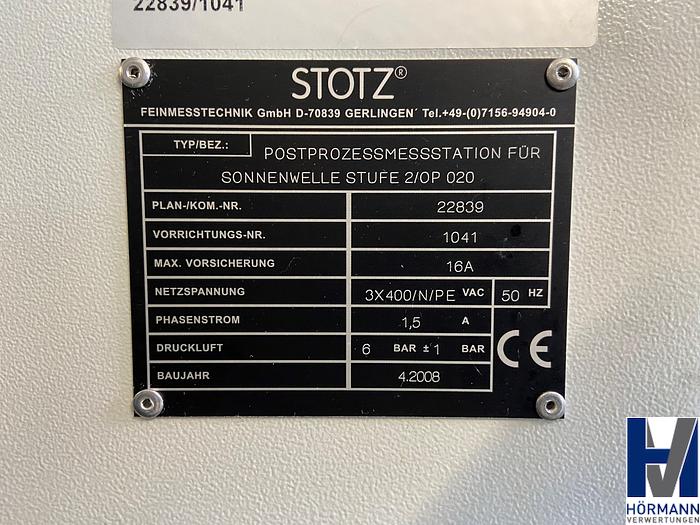 22839/1041
STOTZ®
FEINMESSTECHNIK GmbH D-70839 GERLINGEN´ Tel.+49-(0)7156-94904-0
TYP/BEZ.: POSTPROZESSMESSSTATION FÜR
SONNENWELLE STUFE 2/OP 020
PLAN-/KOM.-NR. 22839
VORRICHTUNGS-NR. 1041
MAX. VORSICHERUNG 16A
NETZSPANNUNG 3X400/N/PE VAC 50 HZ
PHASENSTROM 1,5 A
DRUCKLUFT 6 BAR ± 1 BAR
BAUJAHR 4.2008
CE
HV
HÖRMANN
VERWERTUNGEN